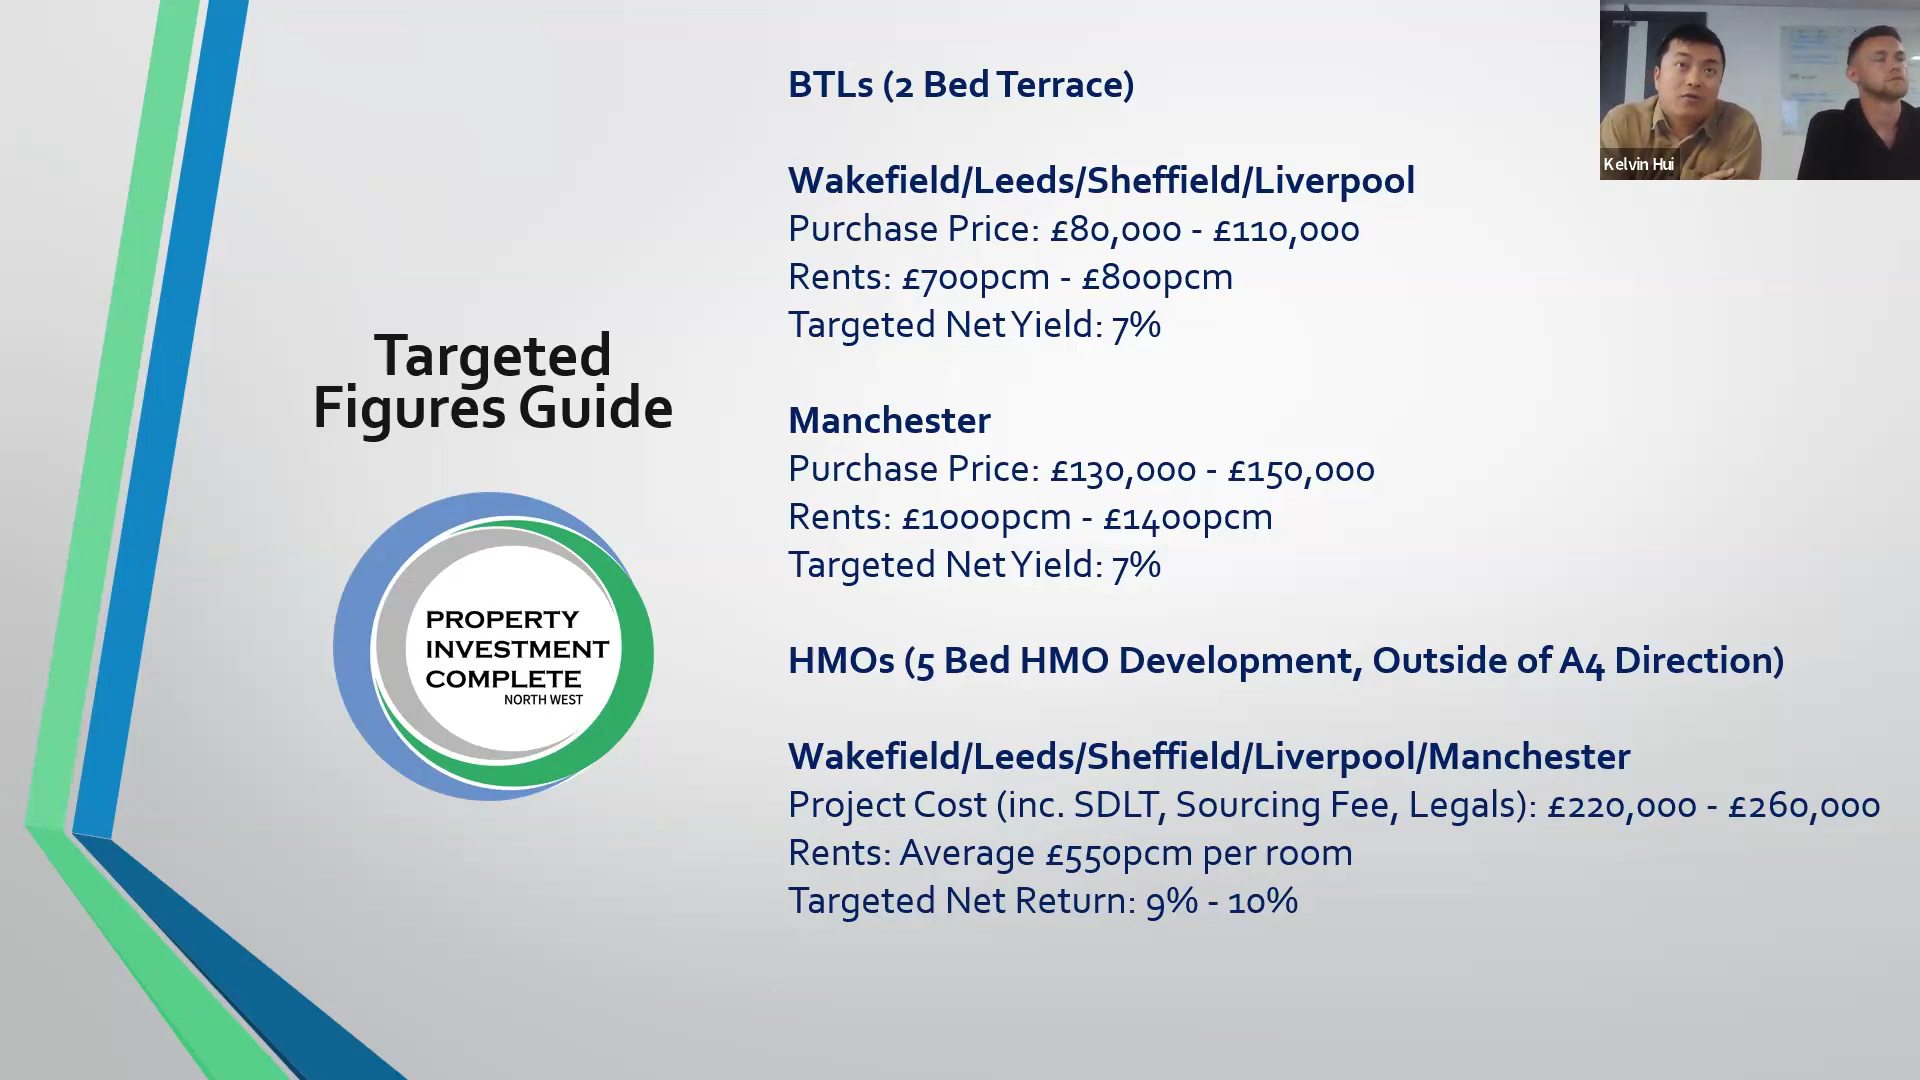 BTLs (2 Bed Terrace)
Wakefield/Leeds/Sheffield/Liverpool
Purchase Price: £80,000 - £110,000
Rents: £700pcm - £800pcm
Targeted Net Yield: 7%
Manchester
Purchase Price: £130,000 - £150,000
Rents: £1000pcm - £1400pcm
Targeted Net Yield: 7%
HMOs (5 Bed HMO Development, Outside of A4 Direction)
Wakefield/Leeds/Sheffield/Liverpool/Manchester
Project Cost (inc. SDLT, Sourcing Fee, Legals): £220,000 - £260,000
Rents: Average £550pcm per room
Targeted Net Return: 9% - 10%
Targeted
Figures Guide
PROPERTY
INVESTMENT
COMPLETE
NORTH WEST
Kelvin Hui